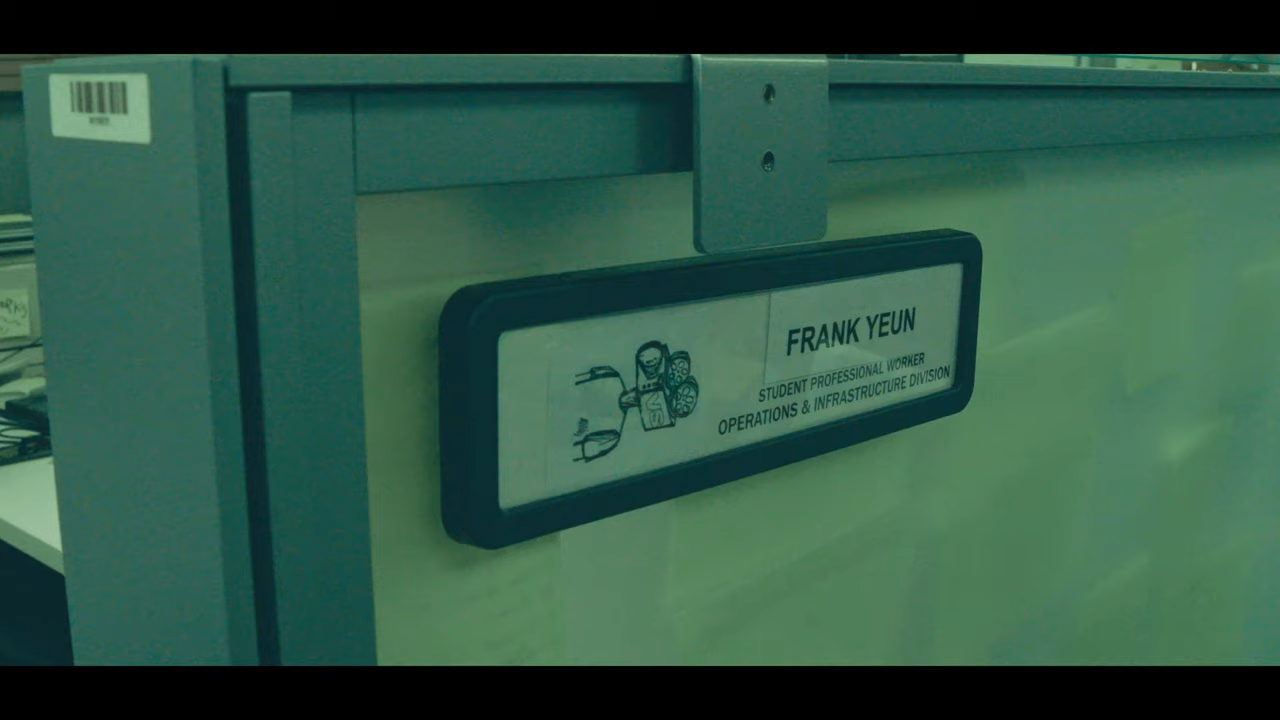 FRANK YEUN
STUDENT PROFESSIONAL WORKER
OPERATIONS & INFRASTRUCTURE DIVISION